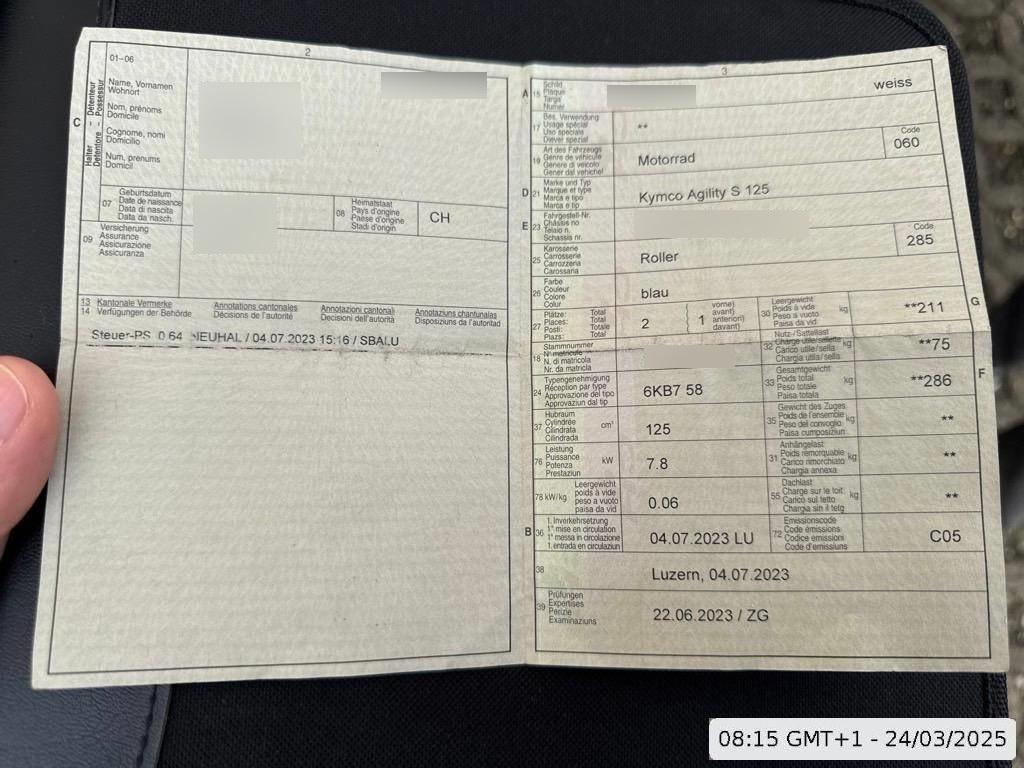 2
01-06
C
Halter - Détenteur
Detentore - Possessur
Name, Vornamen
Wohnort
Nom, prénoms
Domicile
Cognome, nomi
Domicilio
Num, prenums
Domicil
07
Geburtsdatum
Date de naissance
Data di nascita
Data da nasch.
08
Heimatstaat
Pays d'origine
Paese d'origine
Stadi d'origin
CH
09
Versicherung
Assurance
Assicurazione
Assicuranza
13
14
Kantonale Vermerke
Verfügungen der Behörde
Annotations cantonales
Décisions de l'autorité
Annotazioni cantonali
Decisioni dell'autorità
Annotaziuns chantunalas
Disposiziuns da l'autoritad
Steuer-PS 0.64 NEUHAL / 04.07.2023 15:16 / SBALU
3
A
15
Schild
Plaque
Targa
Numer
weiss
17
Bes. Verwendung
Usage spécial
Uso speciale
Diever spezial
**
19
Art des Fahrzeugs
Genre de véhicule
Genere di veicolo
Gener dal vehichel
Motorrad
Code
060
D
21
Marke und Typ
Marque et type
Marca e tipo
Marca e tip
Kymco Agility S 125
E
23
Fahrgestell-Nr.
Châssis no
Telaio n.
Schassis nr.
25
Karosserie
Carrosserie
Carrozzeria
Carossaria
Roller
Code
285
26
Farbe
Couleur
Colore
Colur
blau
27
Plätze: Total
Places: Total
Posti: Totale
Plazs: Total
2
{ 1
vorne)
avant)
anteriori)
davant)
30
Leergewicht
Poids à vide
Peso a vuoto
Paisa da vid
kg
**211
G
18
Stammnummer
N° matricule
N. di matricola
Nr. da matricla
32
Nutz-/Sattellast
Charge utile/sellette
Carico utile/sella
Chargia utila/sella
kg
**75
24
Typengenehmigung
Réception par type
Approvazione del tipo
Approvaziun dal tip
6KB7 58
33
Gesamtgewicht
Poids total
Peso totale
Paisa totala
kg
**286
F
37
Hubraum
Cylindrée
Cilindrata
Cilindrada
cm³
125
35
Gewicht des Zuges
Poids de l'ensemble
Peso del convoglio
Paisa cumposiziun
kg
**
76
Leistung
Puissance
Potenza
Prestaziun
kW
7.8
31
Anhängelast
Poids remorquable
Carico rimorchiato
Chargia annexa
kg
**
78 kW/kg
Leergewicht
poids à vide
peso a vuoto
paisa da vid
0.06
55
Dachlast
Charge sur le toit
Carico sul tetto
Chargia sin il tetg
kg
**
B
36
1. Inverkehrsetzung
1re mise en circulation
1a messa in circolazione
1. entrada en circulaziun
04.07.2023 LU
72
Emissionscode
Code émissions
Codice emissioni
Code d'emissiuns
C05
38
Luzern, 04.07.2023
39
Prüfungen
Expertises
Perizie
Examinaziuns
22.06.2023 / ZG
08:15 GMT+1 - 24/03/2025